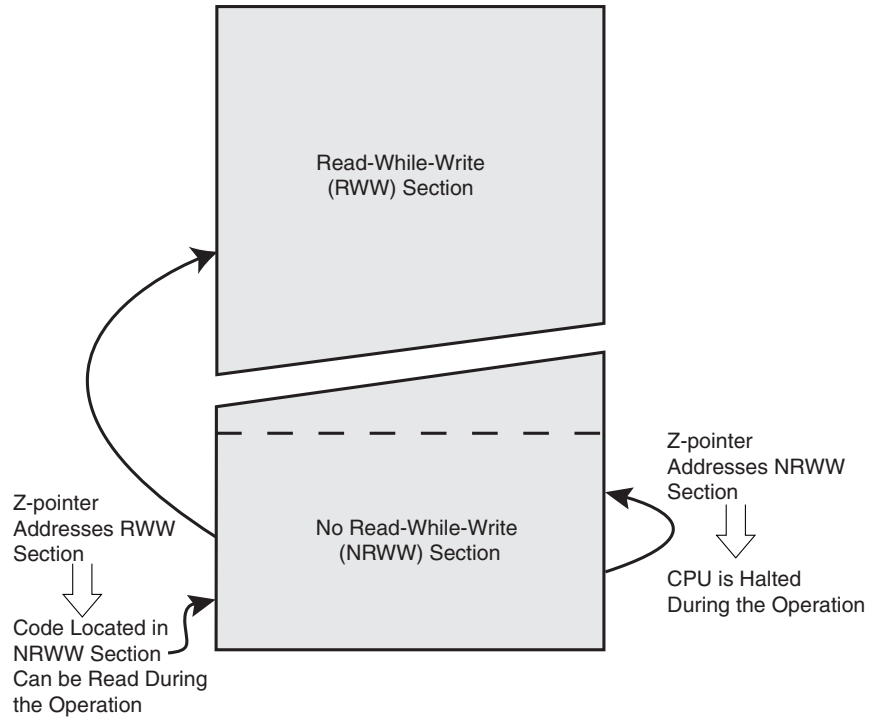 Read-While-Write
(RWW) Section
Z-pointer
Addresses NRWW
Section
Z-pointer
Addresses RWW
Section
No Read-While-Write
(NRWW) Section
CPU is Halted
During the Operation
Code Located in
NRWW Section
Can be Read During
the Operation